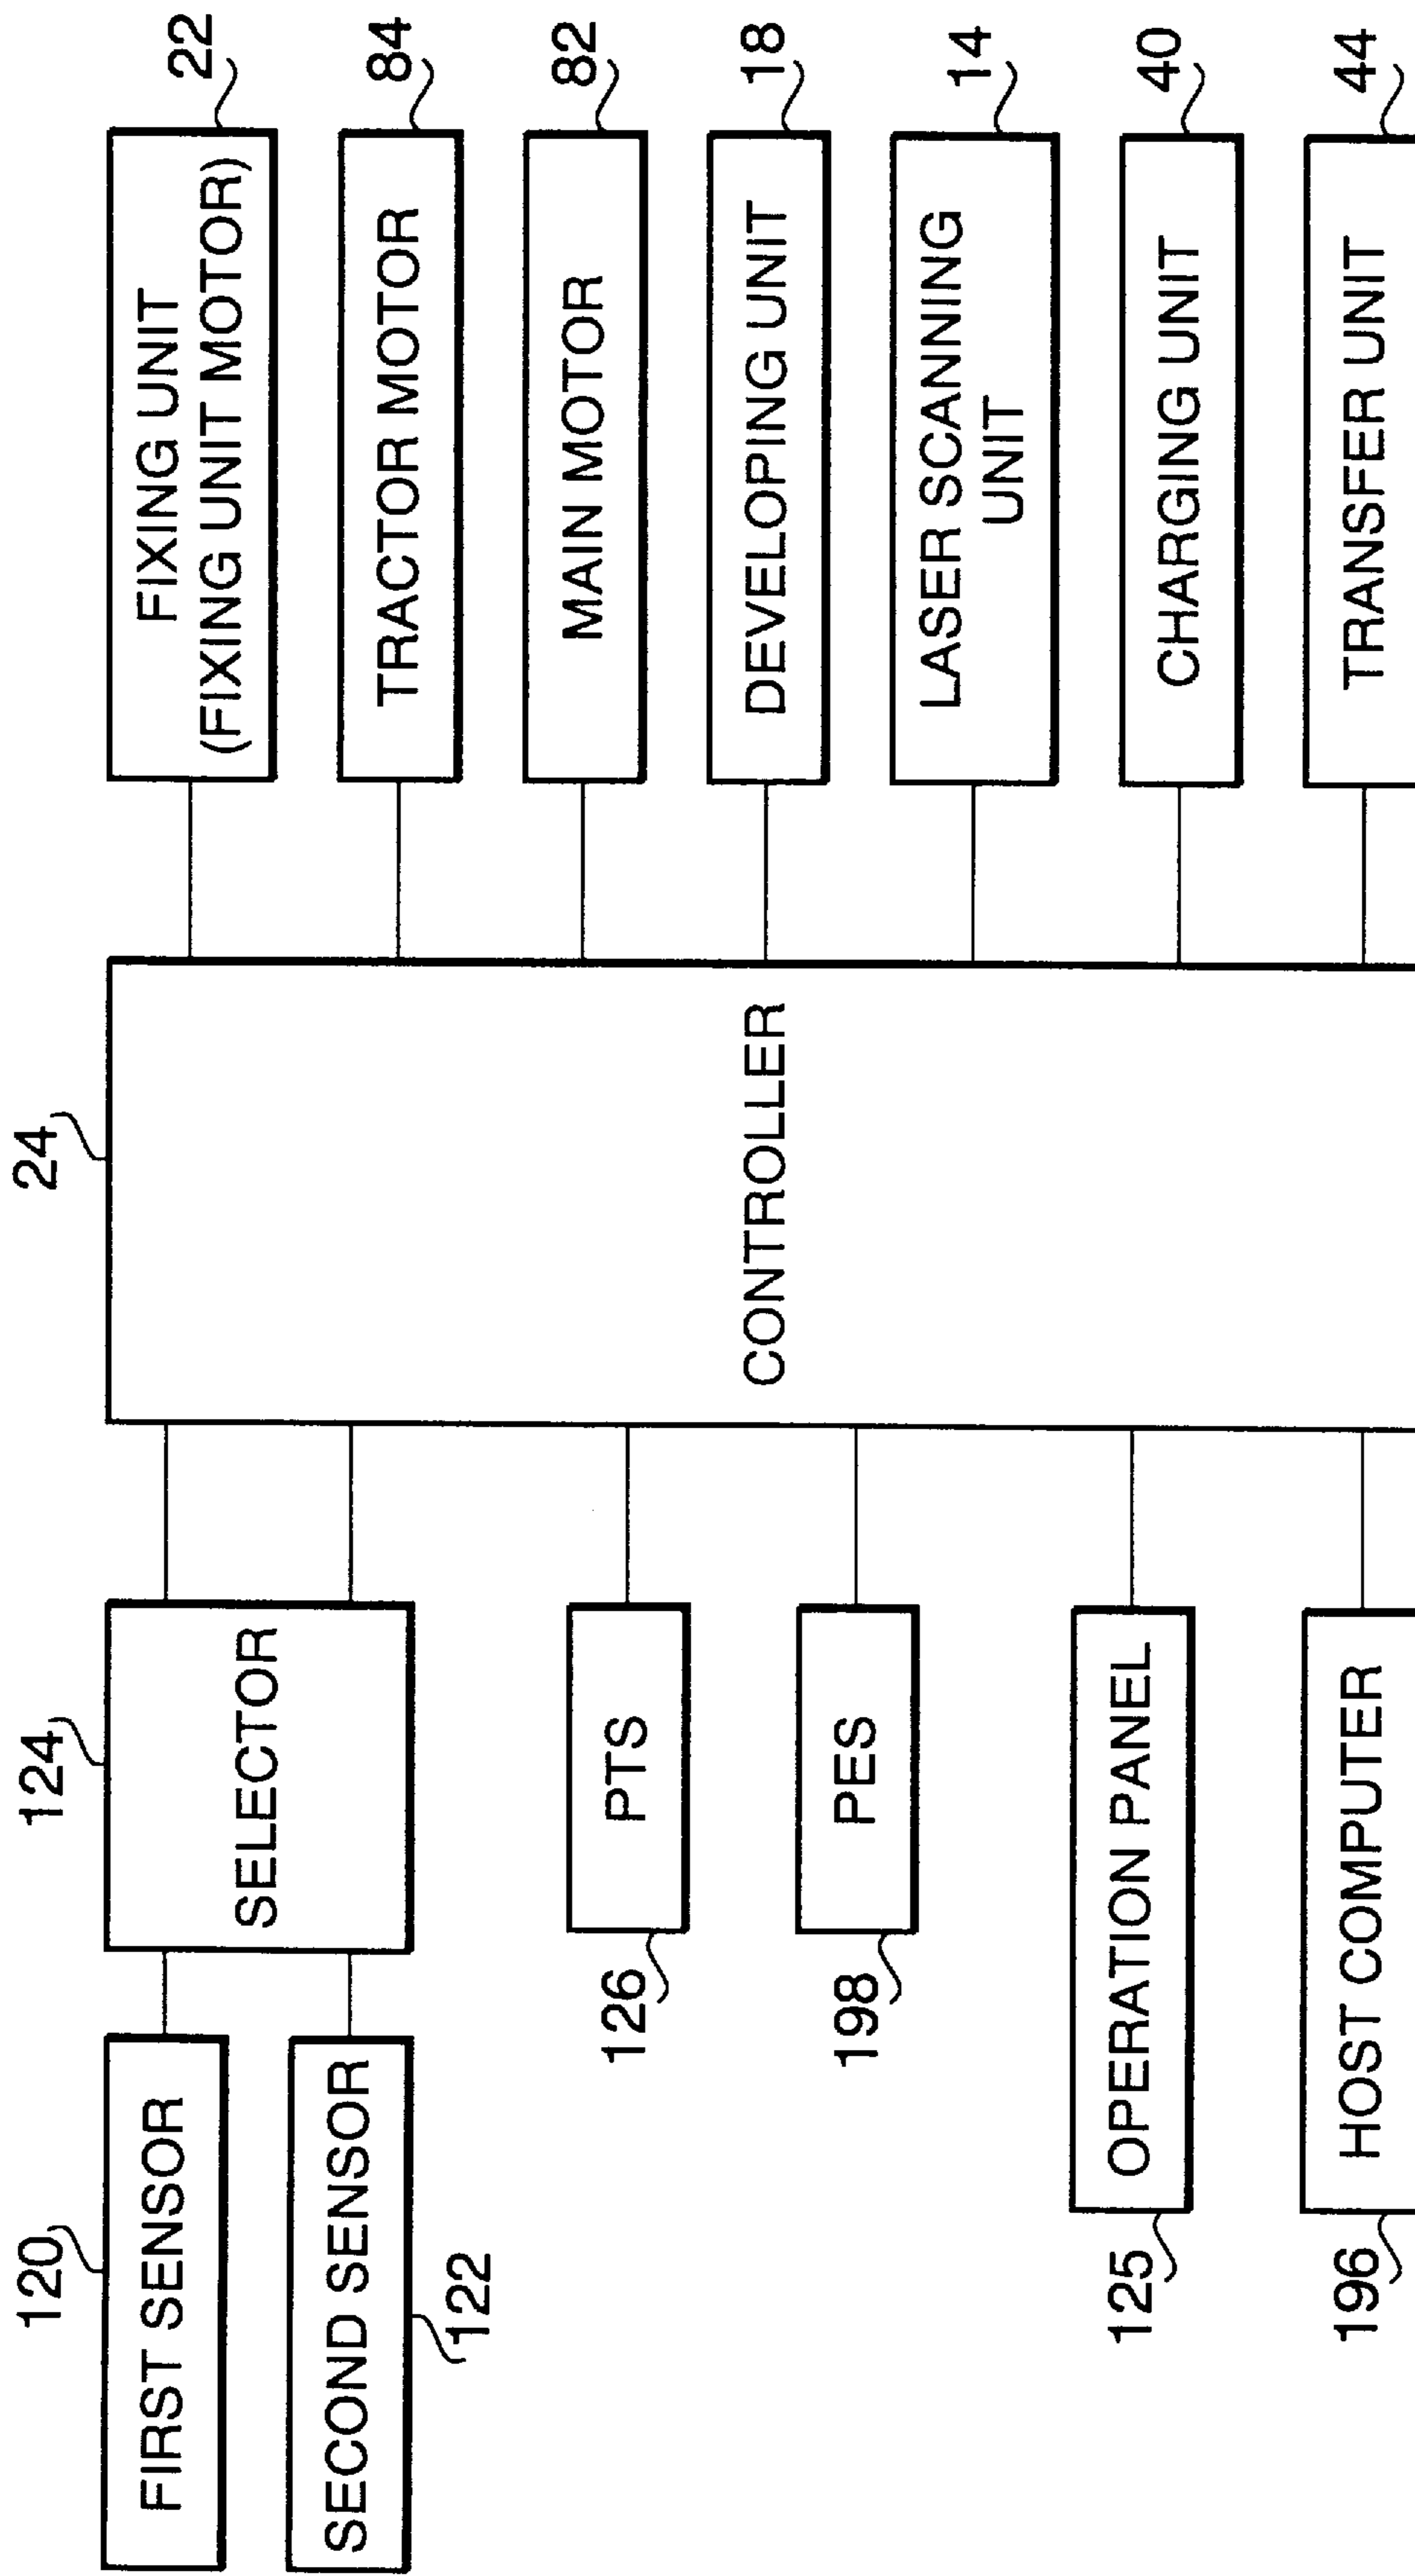 24
124
120
FIRST SENSOR
SECOND SENSOR
122
SELECTOR
PTS
126
PES
198
OPERATION PANEL
125
HOST COMPUTER
196
CONTROLLER
FIXING UNIT
(FIXING UNIT MOTOR)
22
TRACTOR MOTOR
84
MAIN MOTOR
82
DEVELOPING UNIT
18
LASER SCANNING
UNIT
14
CHARGING UNIT
40
TRANSFER UNIT
44